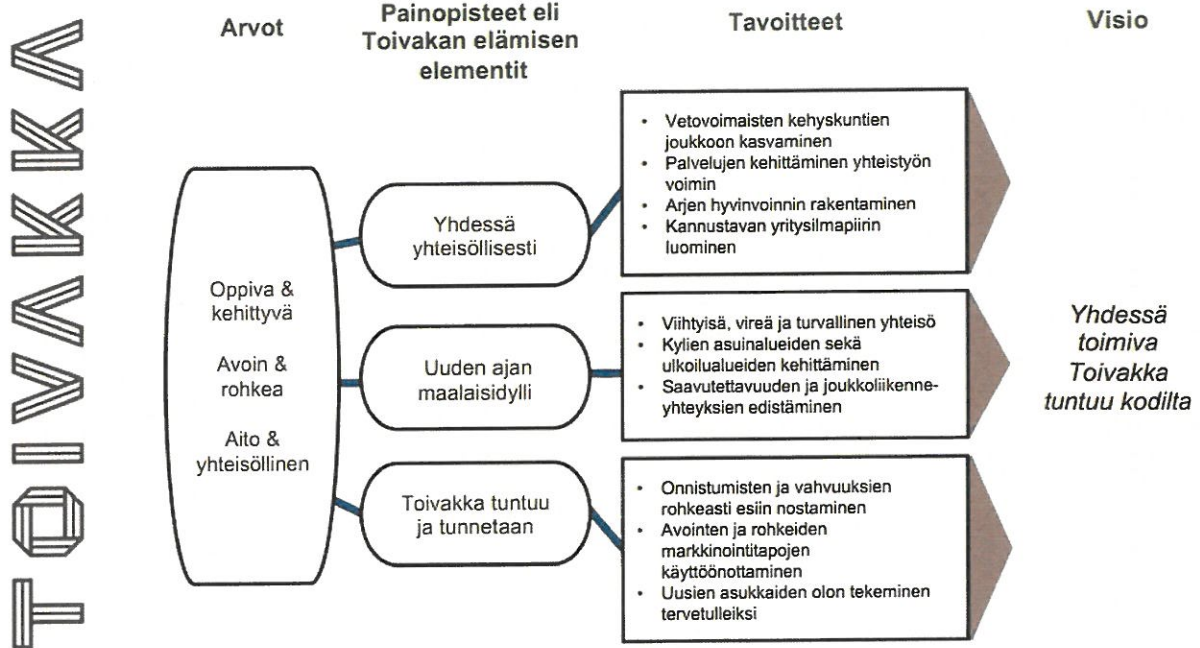 TOIVAKKA
Arvot
Painopisteet eli
Toivakan elämisen
elementit
Tavoitteet
Visio
Oppiva &
kehittyvä
Avoin &
rohkea
Aito &
yhteisöllinen
Yhdessä
yhteisöllisesti
Uuden ajan
maalaisidylli
Toivakka tuntuu
ja tunnetaan
• Vetovoimaisten kehyskuntien
joukkoon kasvaminen
• Palvelujen kehittäminen yhteistyön
voimin
• Arjen hyvinvoinnin rakentaminen
• Kannustavan yritysilmapiirin
luominen
• Viihtyisä, vireä ja turvallinen yhteisö
• Kylien asuinalueiden sekä
ulkoilualueiden kehittäminen
• Saavutettavuuden ja joukkoliikenne-
yhteyksien edistäminen
• Onnistumisten ja vahvuuksien
rohkeasti esiin nostaminen
• Avointen ja rohkeiden
markkinointitapojen
käyttöönottaminen
• Uusien asukkaiden olon tekeminen
tervetulleiksi
Yhdessä
toimiva
Toivakka
tuntuu kodilta